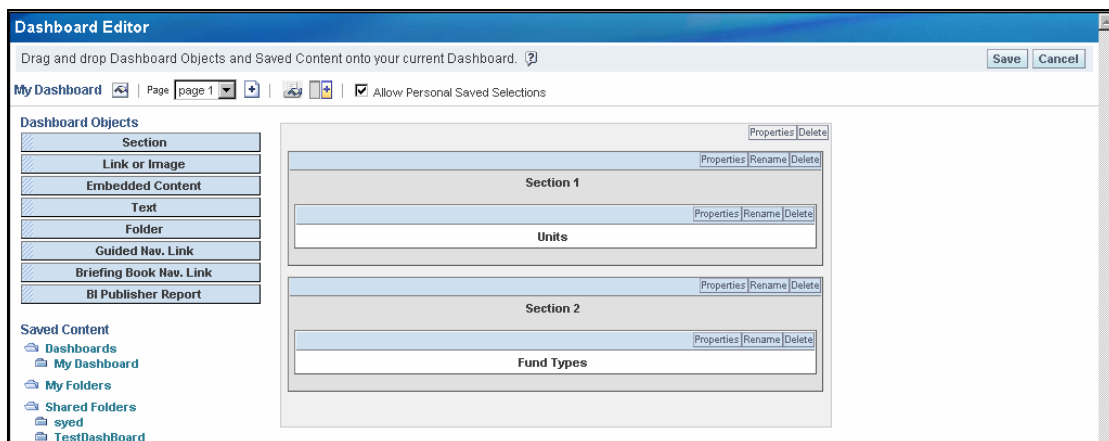 Dashboard Editor
Drag and drop Dashboard Objects and Saved Content onto your current Dashboard. ?
Save Cancel
My Dashboard Page page 1 Allow Personal Saved Selections
Dashboard Objects
Section
Link or Image
Embedded Content
Text
Folder
Guided Nav. Link
Briefing Book Nav. Link
BI Publisher Report
Saved Content
Dashboards
My Dashboard
My Folders
Shared Folders
syed
TestDashBoard
Properties Delete
Properties Rename Delete
Section 1
Properties Rename Delete
Units
Properties Rename Delete
Section 2
Properties Rename Delete
Fund Types